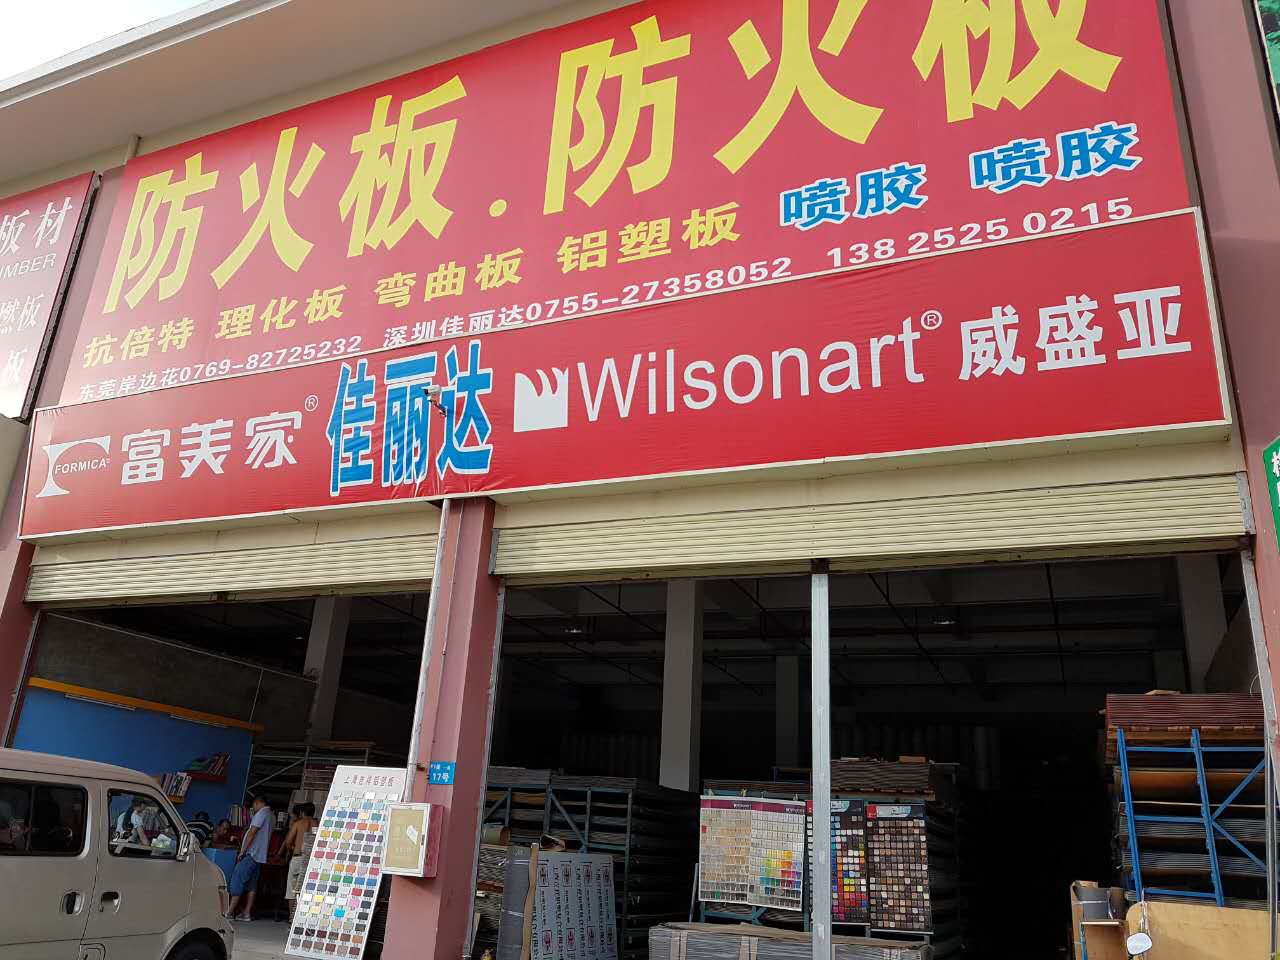 防火板.防火板
抗倍特 理化板 弯曲板 铝塑板 喷胶 喷胶
东莞岸边花0769-82725232 深圳佳丽达0755-27358052 138 2525 0215
FORMICA® 富美家® 佳丽达 Wilsonart® 威盛亚
板材
燃板
板
17号